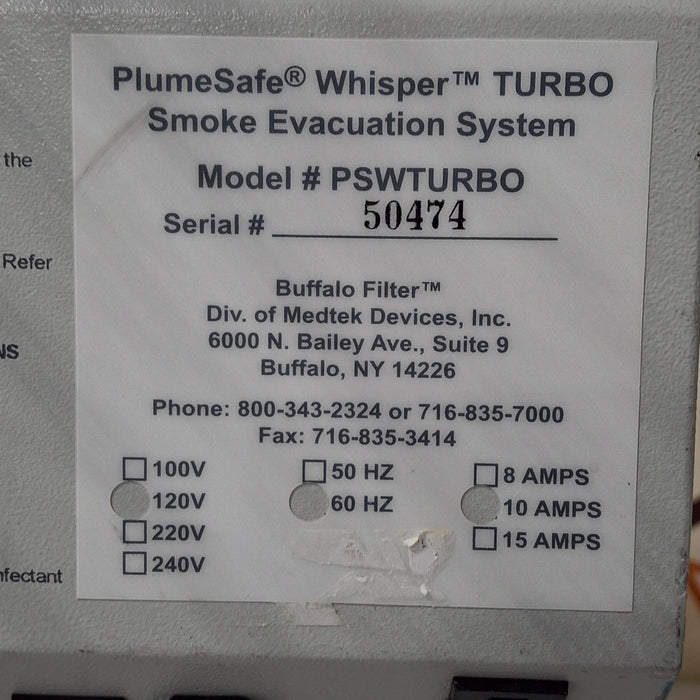 PlumeSafe® Whisper™ TURBO
Smoke Evacuation System
Model # PSWTURBO
Serial # 50474
Buffalo Filter™
Div. of Medtek Devices, Inc.
6000 N. Bailey Ave., Suite 9
Buffalo, NY 14226
Phone: 800-343-2324 or 716-835-7000
Fax: 716-835-3414
100V 50 HZ 8 AMPS
120V 60 HZ 10 AMPS
220V 15 AMPS
240V
the
Refer